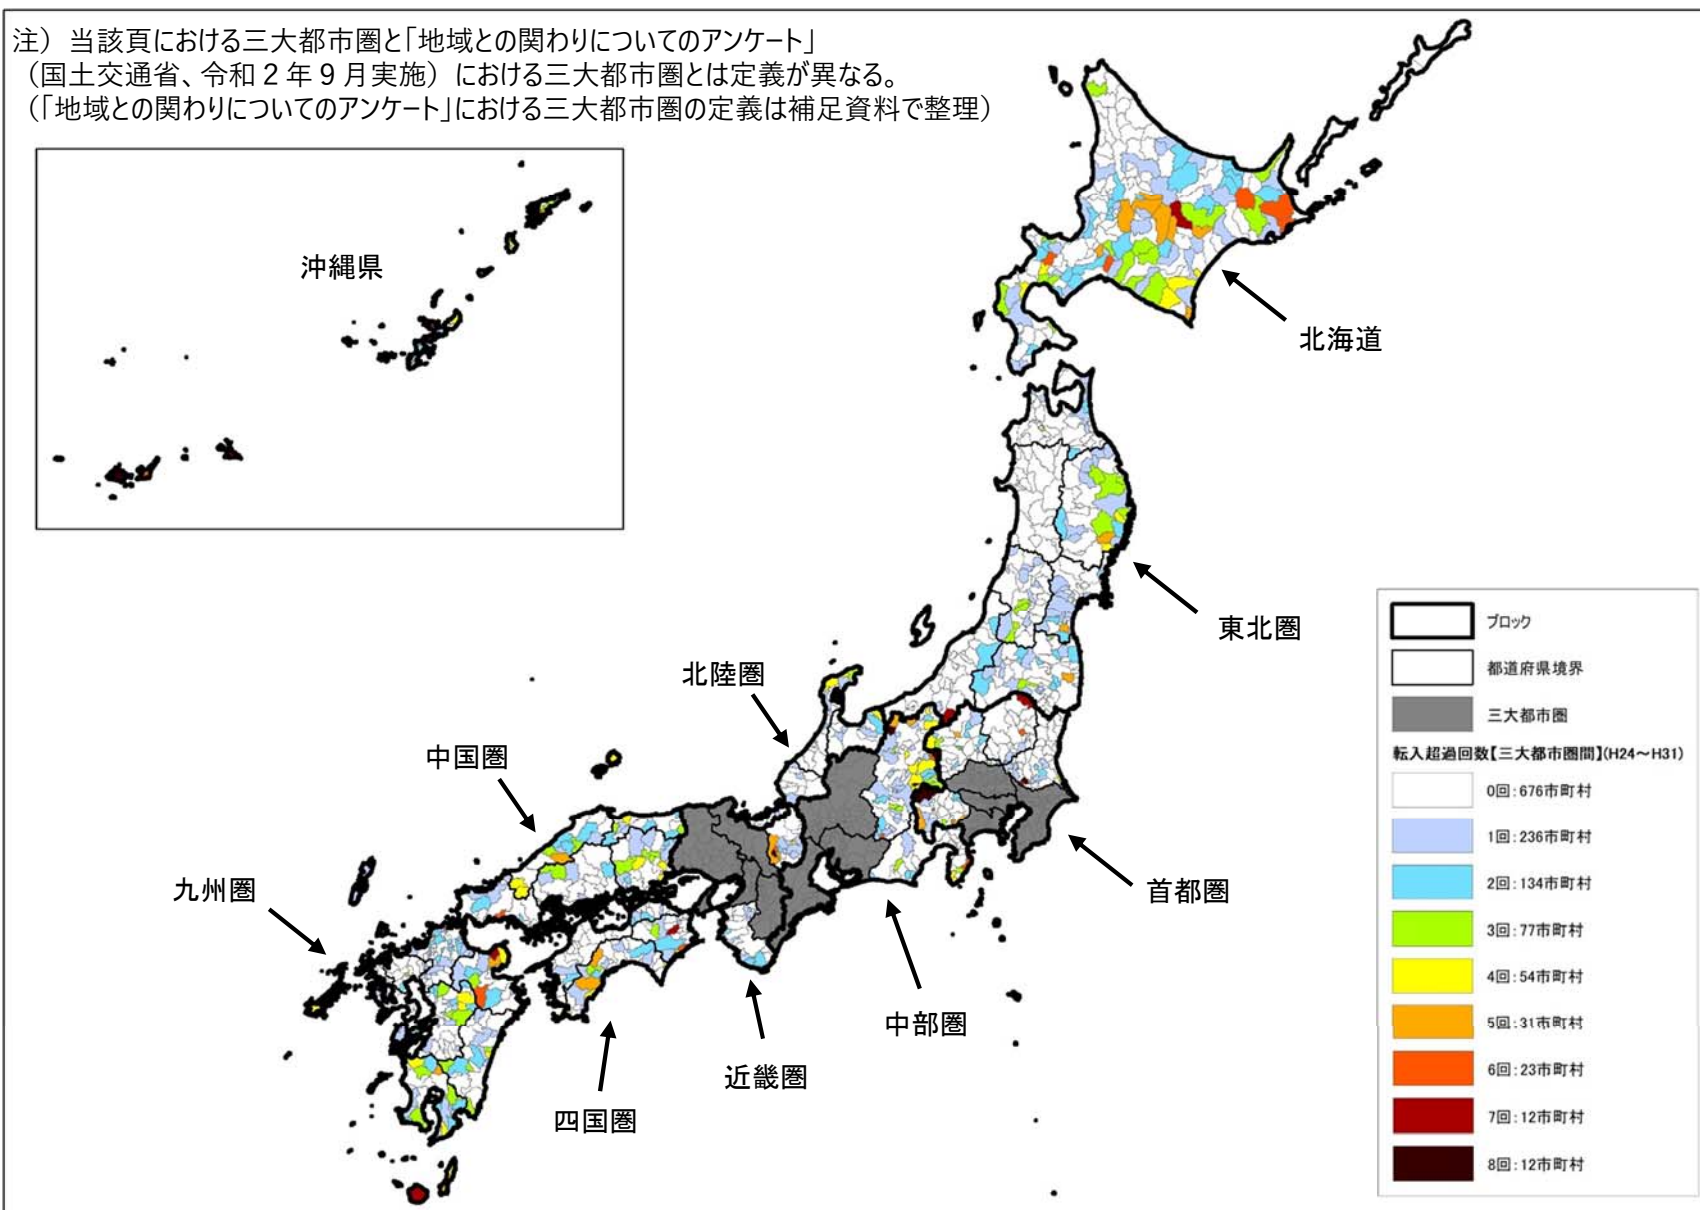 注）当該頁における三大都市圏と「地域との関わりについてのアンケート」
（国土交通省、令和２年９月実施）における三大都市圏とは定義が異なる。
（「地域との関わりについてのアンケート」における三大都市圏の定義は補足資料で整理）
沖縄県
北海道
東北圏
北陸圏
中国圏
九州圏
首都圏
中部圏
近畿圏
四国圏
ブロック
都道府県境界
三大都市圏
転入超過回数【三大都市圏間】(H24～H31)
0回：676市町村
1回：236市町村
2回：134市町村
3回：77市町村
4回：54市町村
5回：31市町村
6回：23市町村
7回：12市町村
8回：12市町村